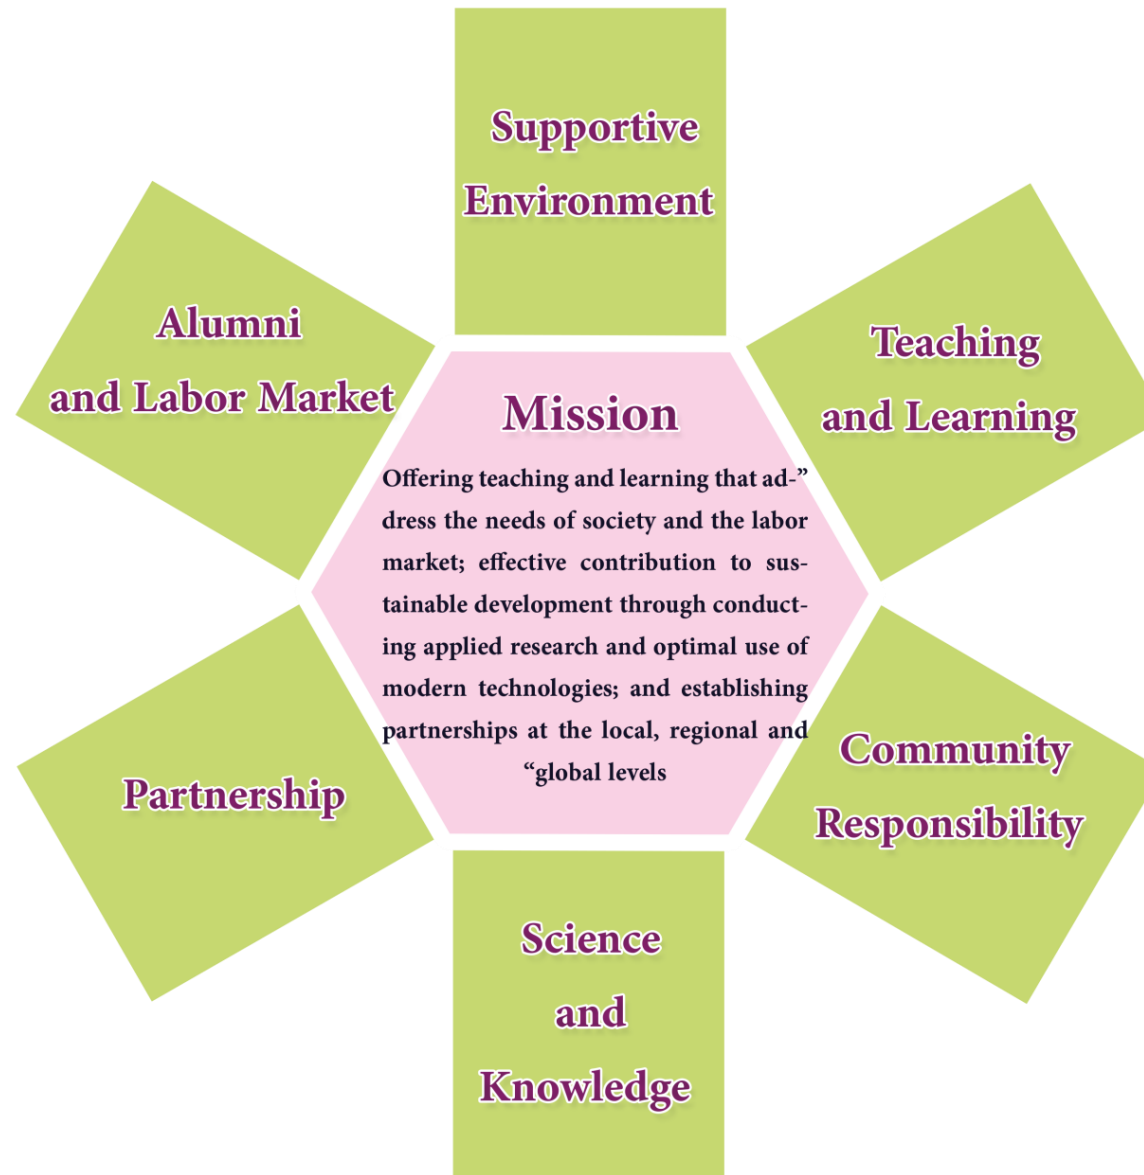 Supportive
Environment
Teaching
and Learning
Community
Responsibility
Science
and
Knowledge
Partnership
Alumni
and Labor Market
Mission
Offering teaching and learning that ad-”
dress the needs of society and the labor
market; effective contribution to sus-
tainable development through conduct-
ing applied research and optimal use of
modern technologies; and establishing
partnerships at the local, regional and
“global levels